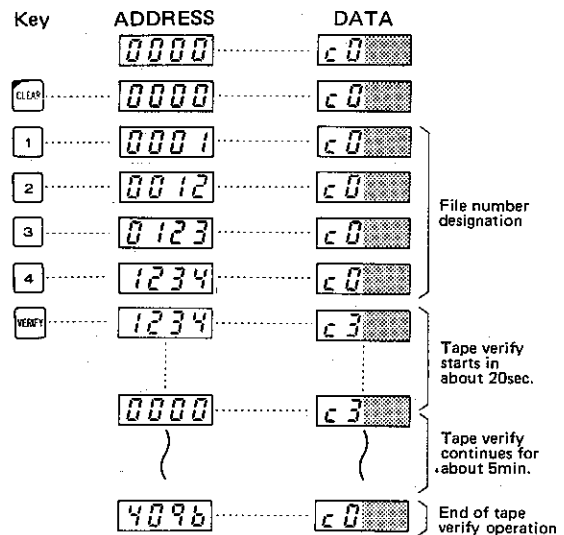 Key ADDRESS DATA
0000 c0
CLEAR 0000 c0
1 0001 c0
2 0012 c0
3 0123 c0
4 1234 c0
File number
designation
VERIFY 1234 c3
Tape verify
starts in
about 20sec.
0000 c3
Tape verify
continues for
about 5min.
4096 c0
End of tape
verify operation